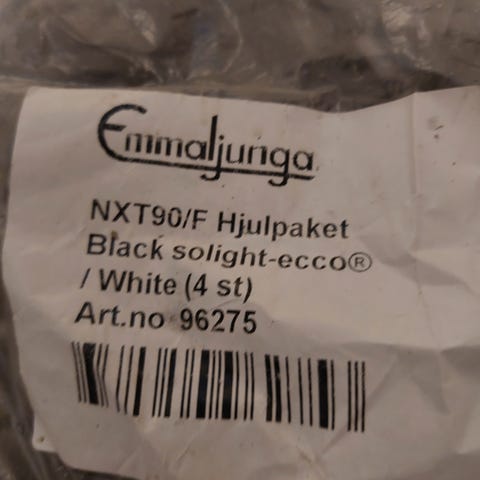 Emmaljunga
NXT90/F Hjulpaket
Black solight-ecco®
/ White (4 st)
Art.no 96275